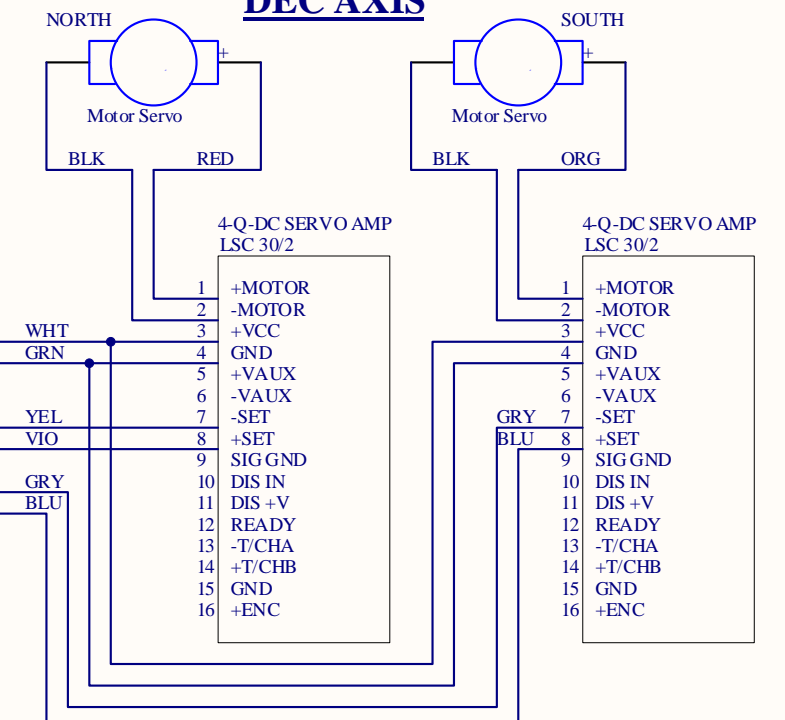 DEC AXIS
NORTH
SOUTH
+
+
Motor Servo
Motor Servo
BLK
RED
BLK
ORG
4-Q-DC SERVO AMP
LSC 30/2
4-Q-DC SERVO AMP
LSC 30/2
1 +MOTOR
2 -MOTOR
WHT
3 +VCC
GRN
4 GND
5 +VAUX
6 -VAUX
YEL
7 -SET
VIO
8 +SET
9 SIG GND
GRY
10 DIS IN
BLU
11 DIS +V
12 READY
13 -T/CHA
14 +T/CHB
15 GND
16 +ENC
1 +MOTOR
2 -MOTOR
3 +VCC
4 GND
5 +VAUX
6 -VAUX
GRY
7 -SET
BLU
8 +SET
9 SIG GND
10 DIS IN
11 DIS +V
12 READY
13 -T/CHA
14 +T/CHB
15 GND
16 +ENC